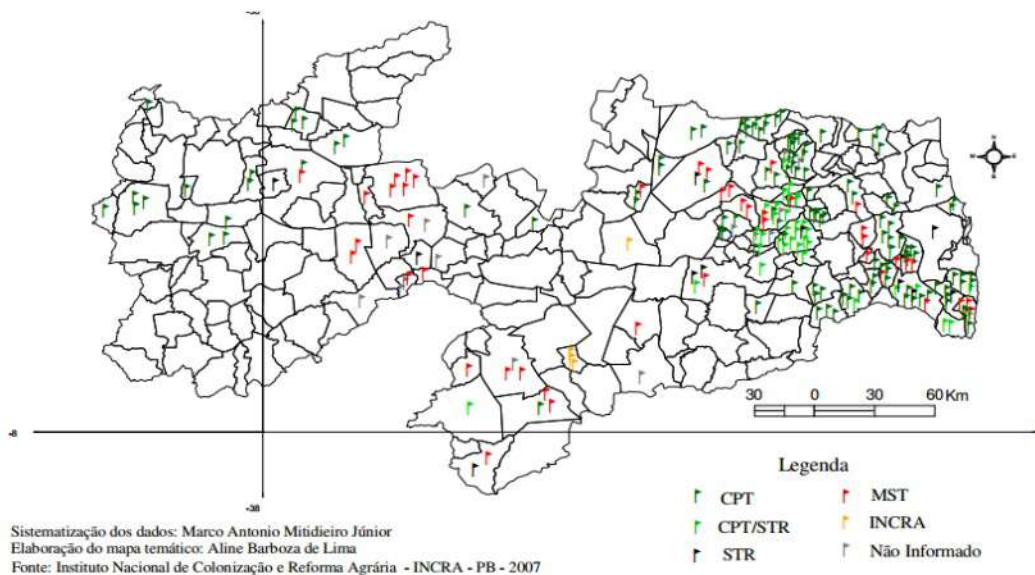 -38
30 0 30 60 Km
-8
-38
Legenda
CPT
MST
CPT/STR
INCRA
STR
Não Informado
Sistematização dos dados: Marco Antonio Mitidieiro Júnior
Elaboração do mapa temático: Aline Barboza de Lima
Fonte: Instituto Nacional de Colonização e Reforma Agrária - INCRA - PB - 2007